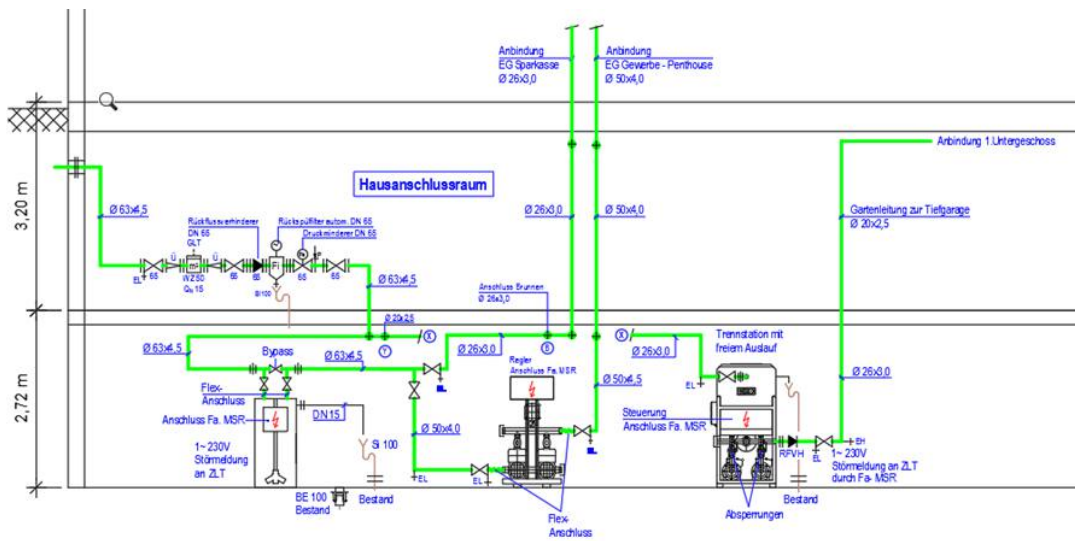 Anbindung
EG Sparkasse
Ø 26x3,0
Anbindung
EG Gewerbe - Penthouse
Ø 50x4,0
Anbindung 1.Untergeschoss
Hausanschlussraum
3,20 m
Ø 63x4,5
Rückflussverhinderer
DN 65
GLT
Rückspülfilter autom. DN 65
Druckminderer DN 65
Ø 26x3,0
Ø 50x4,0
Gartenleitung zur Tiefgarage
Ø 20x2,5
EL
65
Ü
WZ 50
Ü
65
65
FI
65
65
SI 100
Ø 63x4,5
Anschluss Brunnen
Ø 26x3,0
Ø 20x2,5
X
Y
B
X
2,72 m
Ø 63x4,5
Bypass
Ø 63x4,5
Ø 26x3,0
Regler
Anschluss Fa. MSR
Ø 26x3,0
Trennstation mit
freiem Auslauf
Flex-
Anschluss
Ø 50x4,5
EL
Ø 26x3,0
Anschluss Fa. MSR
DN 15
Ø 50x4,0
Steuerung
Anschluss Fa. MSR
1~ 230V
Störmeldung
an ZLT
Si 100
EL
EL
RFVH
EL
EH
1~ 230V
Störmeldung an ZLT
durch Fa- MSR
BE 100
Bestand
Bestand
Flex-
Anschluss
Absperrungen
Bestand